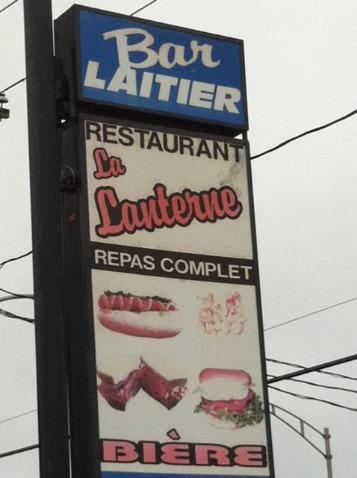 Bar
LAITIER
RESTAURANT
La
Lanterne
REPAS COMPLET
BIÈRE